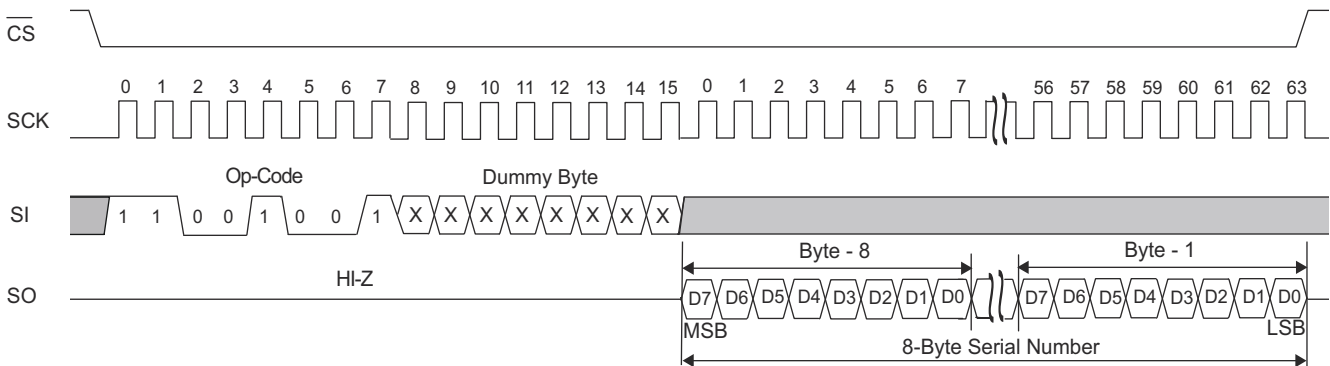 CS
0 1 2 3 4 5 6 7 8 9 10 11 12 13 14 15 0 1 2 3 4 5 6 7 56 57 58 59 60 61 62 63
SCK
Op-Code Dummy Byte
SI 1 1 0 0 1 0 0 1 X X X X X X X X
Byte - 8 Byte - 1
HI-Z
SO D7 D6 D5 D4 D3 D2 D1 D0 D7 D6 D5 D4 D3 D2 D1 D0
MSB LSB
8-Byte Serial Number